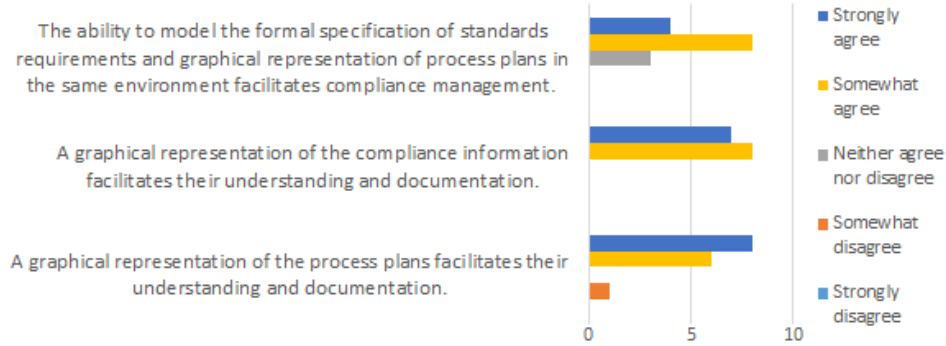 The ability to model the formal specification of standards
requirements and graphical representation of process plans in
the same environment facilitates compliance management.
A graphical representation of the compliance information
facilitates their understanding and documentation.
A graphical representation of the process plans facilitates their
understanding and documentation.
0
5
10
Strongly
agree
Somewhat
agree
Neither agree
nor disagree
Somewhat
disagree
Strongly
disagree